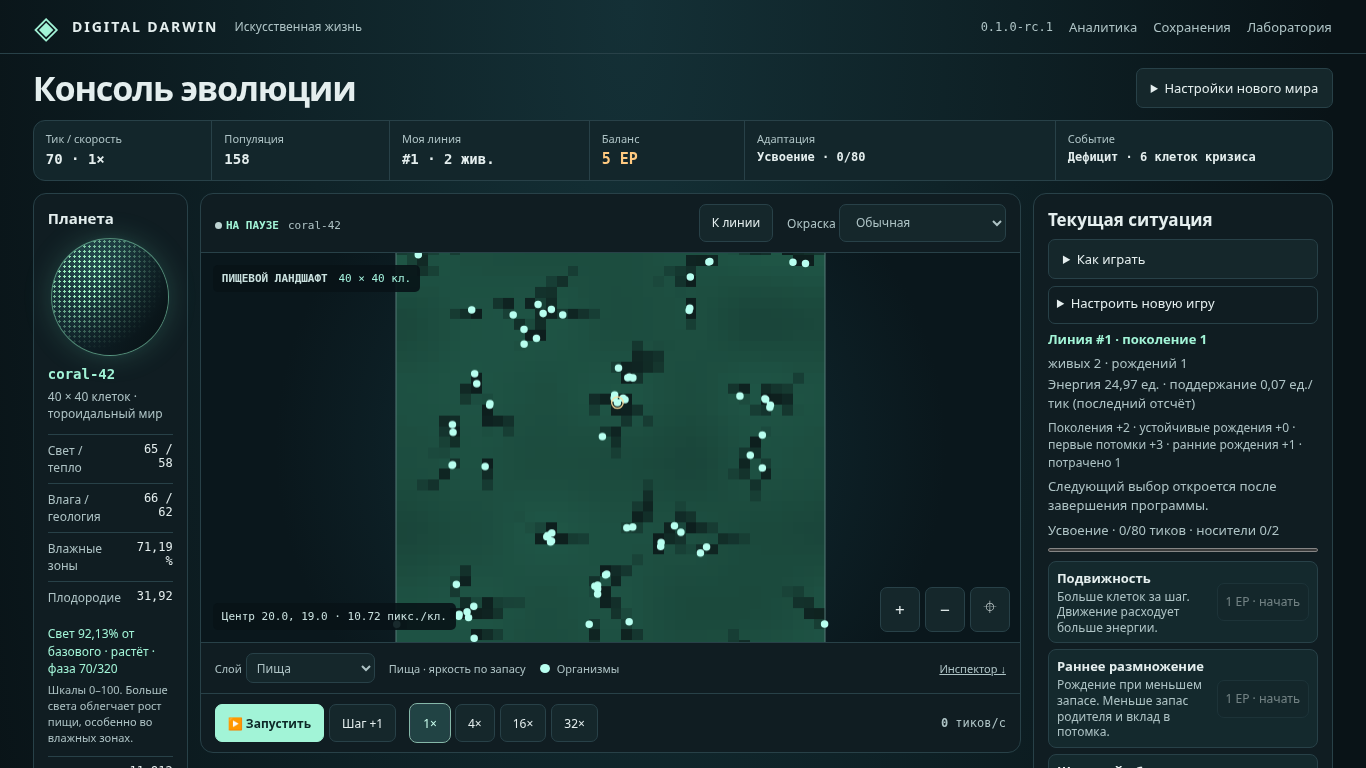 DIGITAL DARWIN Искусственная жизнь
0.1.0-rc.1 Аналитика Сохранения Лаборатория
Консоль эволюции
Настройки нового мира
Тик / скорость
70 · 1×
Популяция
158
Моя линия
#1 · 2 жив.
Баланс
5 EP
Адаптация
Усвоение · 0/80
Событие
Дефицит · 6 клеток кризиса
Планета
coral-42
40 × 40 клеток ·
тороидальный мир
Свет /
тепло
65 /
58
Влага /
геология
66 /
62
Влажные
зоны
71,19
%
Плодородие 31,92
Свет 92,13% от
базового · растёт ·
фаза 70/320
Шкалы 0–100. Больше
света облегчает рост
пищи, особенно во
влажных зонах.
НА ПАУЗЕ coral-42
К линии
Окраска Обычная
ПИЩЕВОЙ ЛАНДШАФТ 40 × 40 кл.
Центр 20.0, 19.0 · 10.72 пикс./кл.
+
−
Слой Пища
Пища · яркость по запасу
Организмы
Инспектор ↓
Запустить
Шаг +1
1×
4×
16×
32×
0 тиков/с
Текущая ситуация
Как играть
Настроить новую игру
Линия #1 · поколение 1
живых 2 · рождений 1
Энергия 24,97 ед. · поддержание 0,07 ед./
тик (последний отсчёт)
Поколения +2 · устойчивые рождения +0 ·
первые потомки +3 · ранние рождения +1 ·
потрачено 1
Следующий выбор откроется после
завершения программы.
Усвоение · 0/80 тиков · носители 0/2
Подвижность
Больше клеток за шаг.
Движение расходует
больше энергии.
1 EP · начать
Раннее размножение
Рождение при меньшем
запасе. Меньше запас
родителя и вклад в
потомка.
1 EP · начать